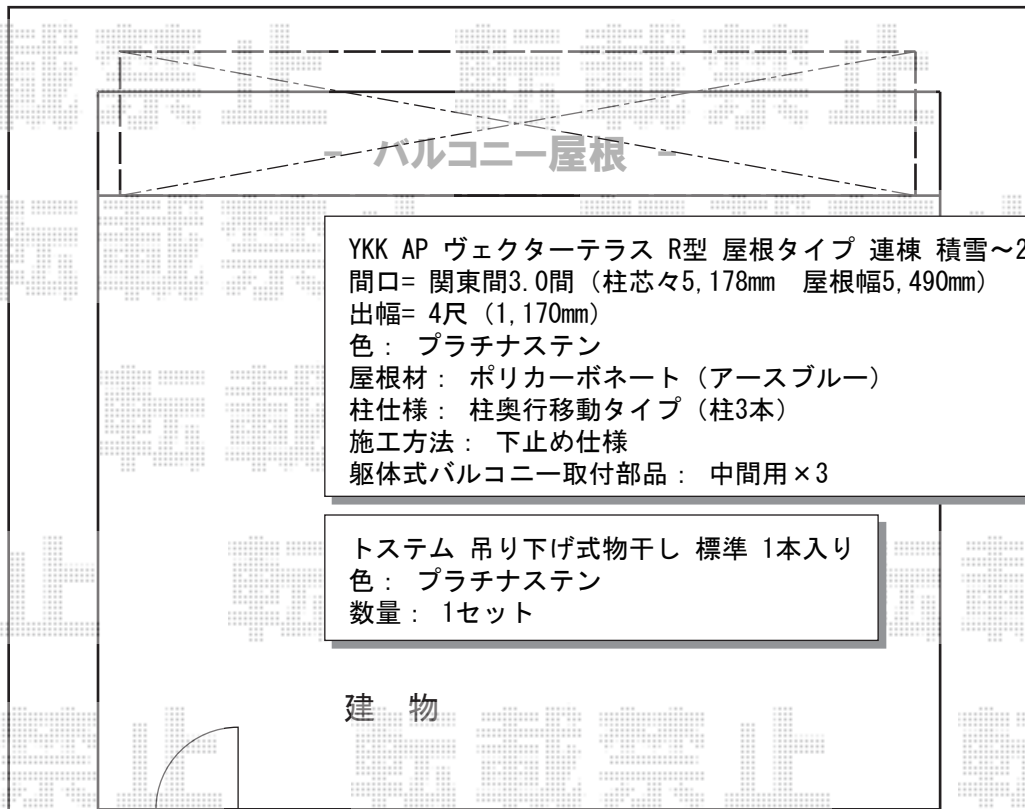 - バルコニー屋根 -
YKK AP ヴェクターテラス R型 屋根タイプ 連棟 積雪～2
間口= 関東間3.0間（柱芯々5,178mm 屋根幅5,490mm）
出幅= 4尺（1,170mm）
色： プラチナステン
屋根材： ポリカーボネート（アースブルー）
柱仕様： 柱奥行移動タイプ（柱3本）
施工方法： 下止め仕様
躯体式バルコニー取付部品： 中間用×3
トステム 吊り下げ式物干し 標準 1本入り
色： プラチナステン
数量： 1セット
建 物
転載禁止